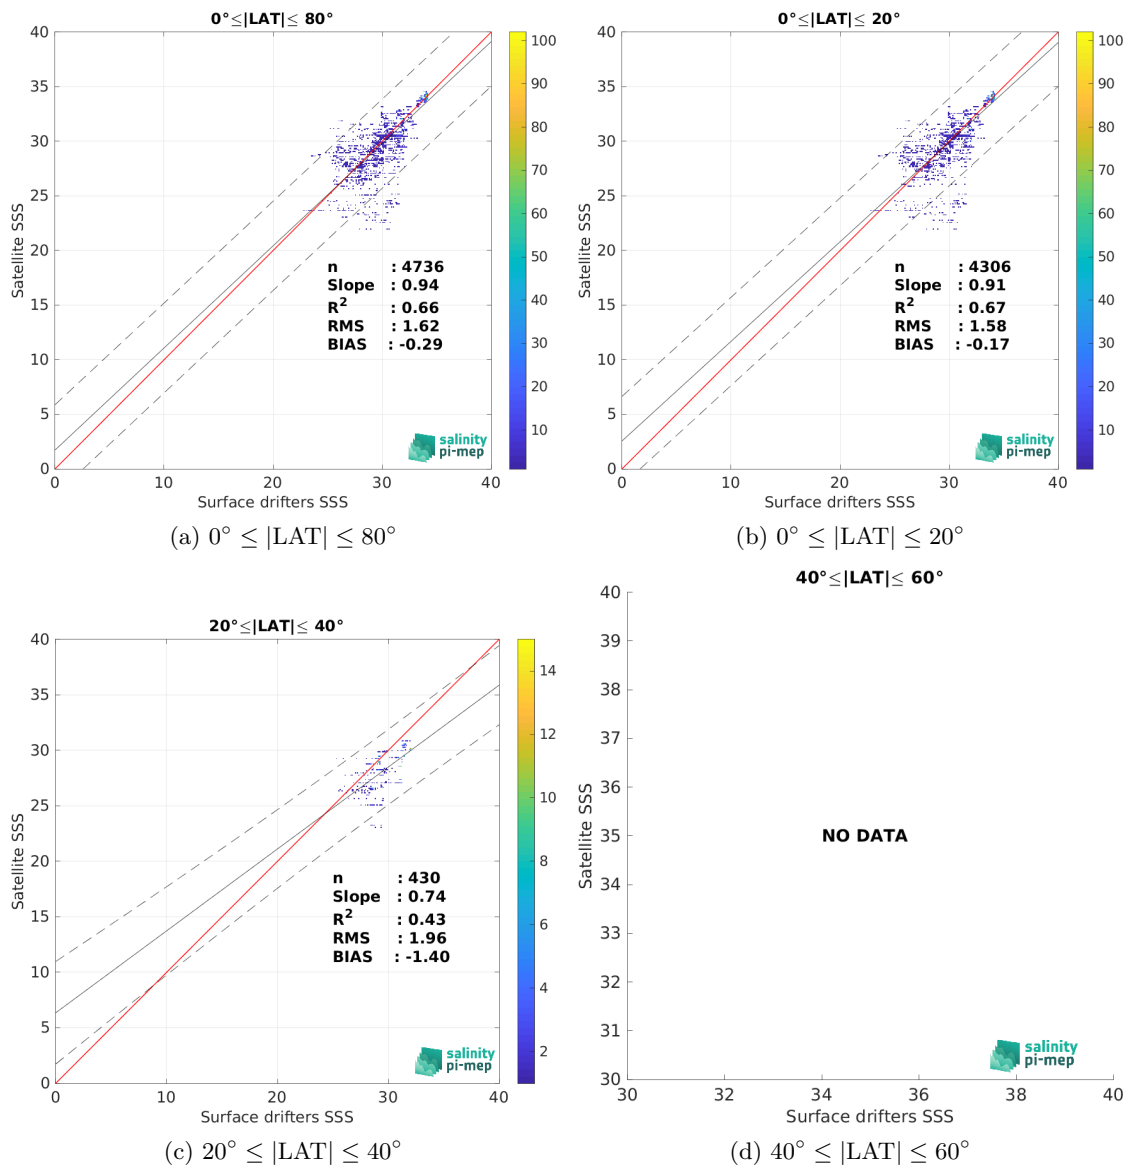 0°≤|LAT|≤ 80°
40
35
30
25
20
15
10
5
0
Satellite SSS
n : 4736
Slope : 0.94
R2 : 0.66
RMS : 1.62
BIAS : -0.29
salinity
pi-mep
0 10 20 30 40
Surface drifters SSS
100
90
80
70
60
50
40
30
20
10
(a) 0° ≤ |LAT| ≤ 80°
0°≤|LAT|≤ 20°
40
35
30
25
20
15
10
5
0
Satellite SSS
n : 4306
Slope : 0.91
R2 : 0.67
RMS : 1.58
BIAS : -0.17
salinity
pi-mep
0 10 20 30 40
Surface drifters SSS
100
90
80
70
60
50
40
30
20
10
(b) 0° ≤ |LAT| ≤ 20°
20°≤|LAT|≤ 40°
40
35
30
25
20
15
10
5
0
Satellite SSS
n : 430
Slope : 0.74
R2 : 0.43
RMS : 1.96
BIAS : -1.40
salinity
pi-mep
0 10 20 30 40
Surface drifters SSS
14
12
10
8
6
4
2
(c) 20° ≤ |LAT| ≤ 40°
40°≤|LAT|≤ 60°
40
39
38
37
36
35
34
33
32
31
30
Satellite SSS
NO DATA
salinity
pi-mep
30 32 34 36 38 40
Surface drifters SSS
(d) 40° ≤ |LAT| ≤ 60°